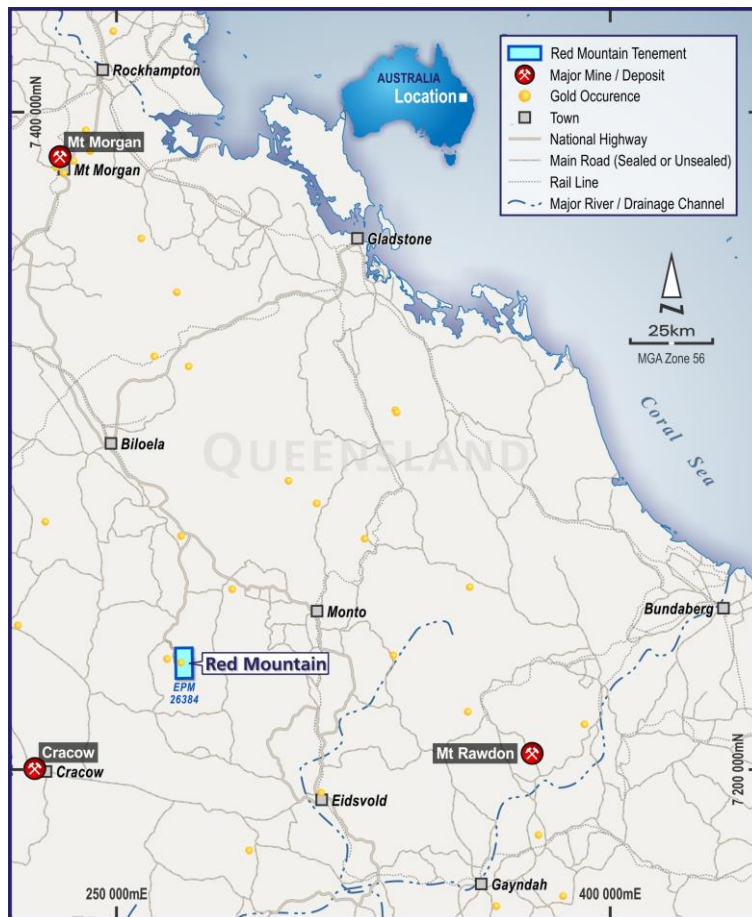 Rockhampton
7 400 000mN
Mt Morgan
Mt Morgan
AUSTRALIA
Location
Red Mountain Tenement
Major Mine / Deposit
Gold Occurence
Town
National Highway
Main Road (Sealed or Unsealed)
Rail Line
Major River / Drainage Channel
Gladstone
N
25km
MGA Zone 56
Coral Sea
Biloela
QUEENSLAND
Monto
Bundaberg
Red Mountain
EPM
26384
Cracow
Cracow
Mt Rawdon
7 200 000mN
Eidsvold
Gayndah
250 000mE
400 000mE